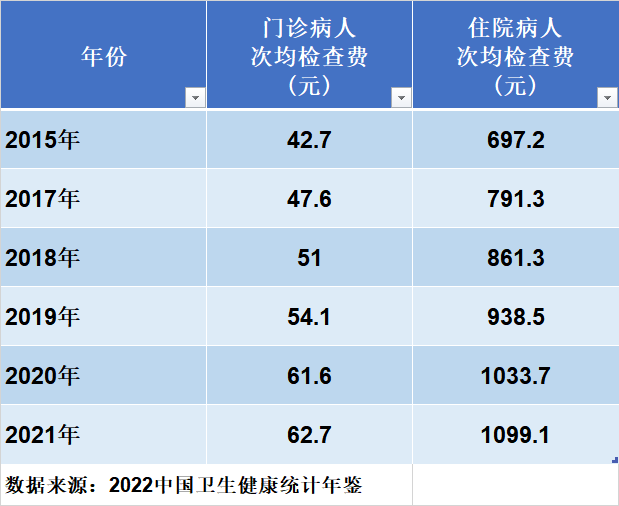 年份
门诊病人
次均检查费
(元)
住院病人
次均检查费
(元)
2015年 42.7 697.2
2017年 47.6 791.3
2018年 51 861.3
2019年 54.1 938.5
2020年 61.6 1033.7
2021年 62.7 1099.1
数据来源：2022中国卫生健康统计年鉴